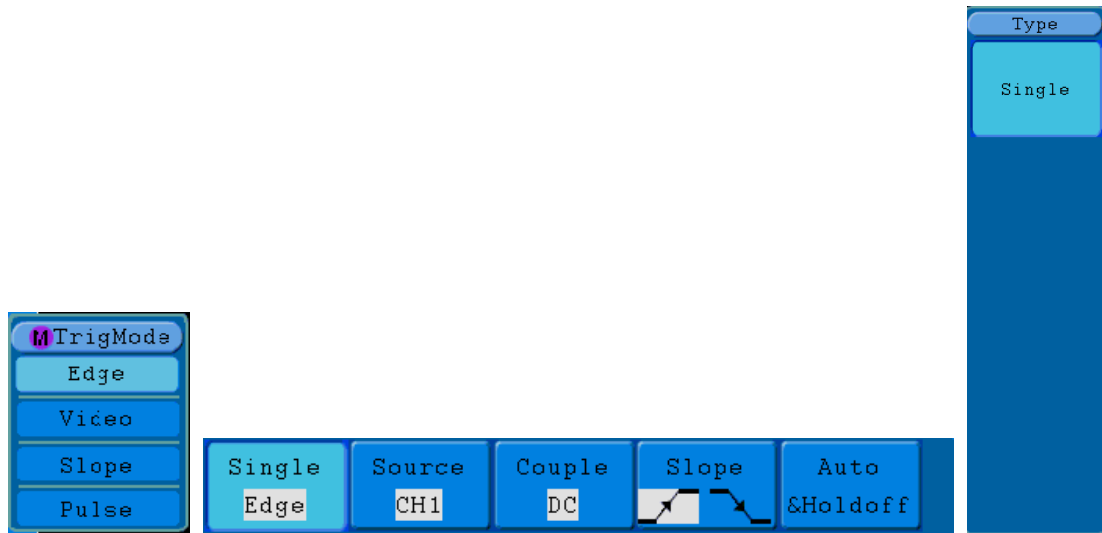 Type
Single
M TrigMode
Edge
Video
Slope
Pulse
Single
Edge
Source
CH1
Couple
DC
Slope
Auto
&Holdoff